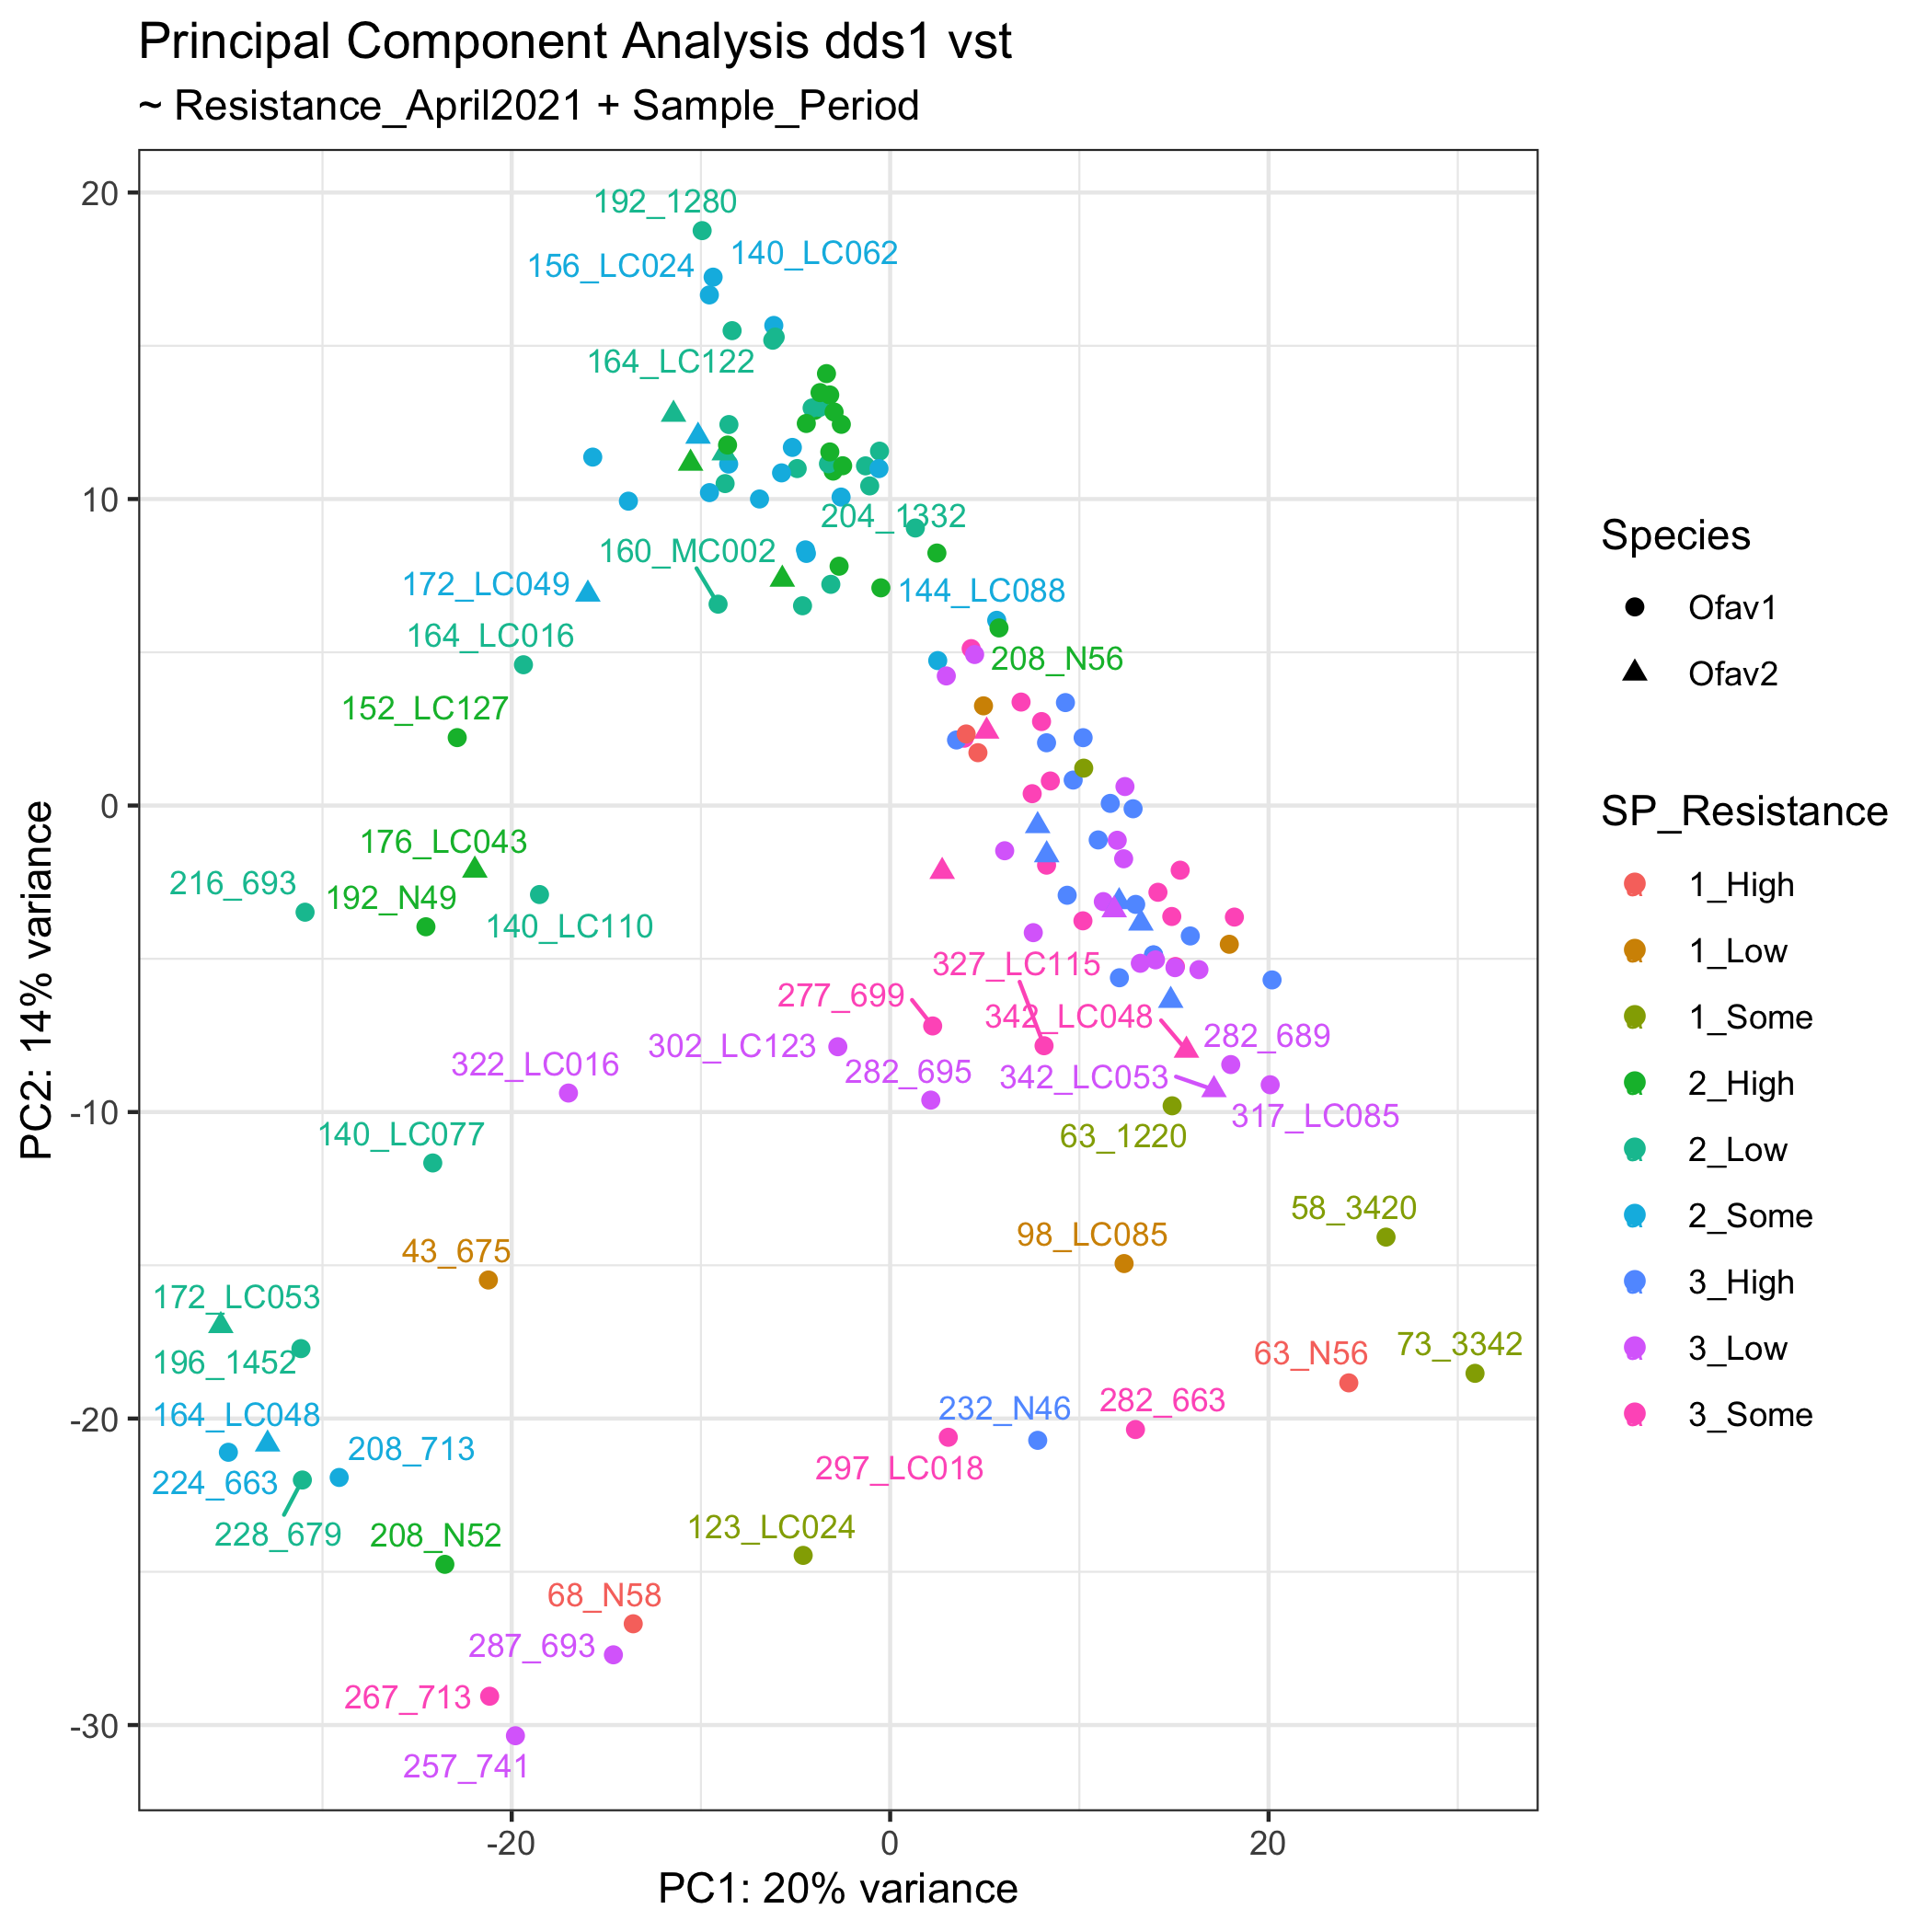 Principal Component Analysis dds1 vst
~ Resistance_April2021 + Sample_Period
PC2: 14% variance
20
10
0
-10
-20
-30
192_1280
140_LC062
156_LC024
164_LC122
204_1332
160_MC002
172_LC049
144_LC088
164_LC016
208_N56
152_LC127
176_LC043
216_693
192_N49
140_LC110
327_LC115
277_699
342_LC048
282_689
302_LC123
322_LC016
282_695
342_LC053
317_LC085
140_LC077
63_1220
58_3420
98_LC085
43_675
172_LC053
63_N56
73_3342
196_1452
282_663
232_N46
164_LC048
208_713
297_LC018
224_663
123_LC024
228_679
208_N52
68_N58
287_693
267_713
257_741
-20
0
20
PC1: 20% variance
Species
Ofav1
Ofav2
SP_Resistance
1_High
1_Low
1_Some
2_High
2_Low
2_Some
3_High
3_Low
3_Some